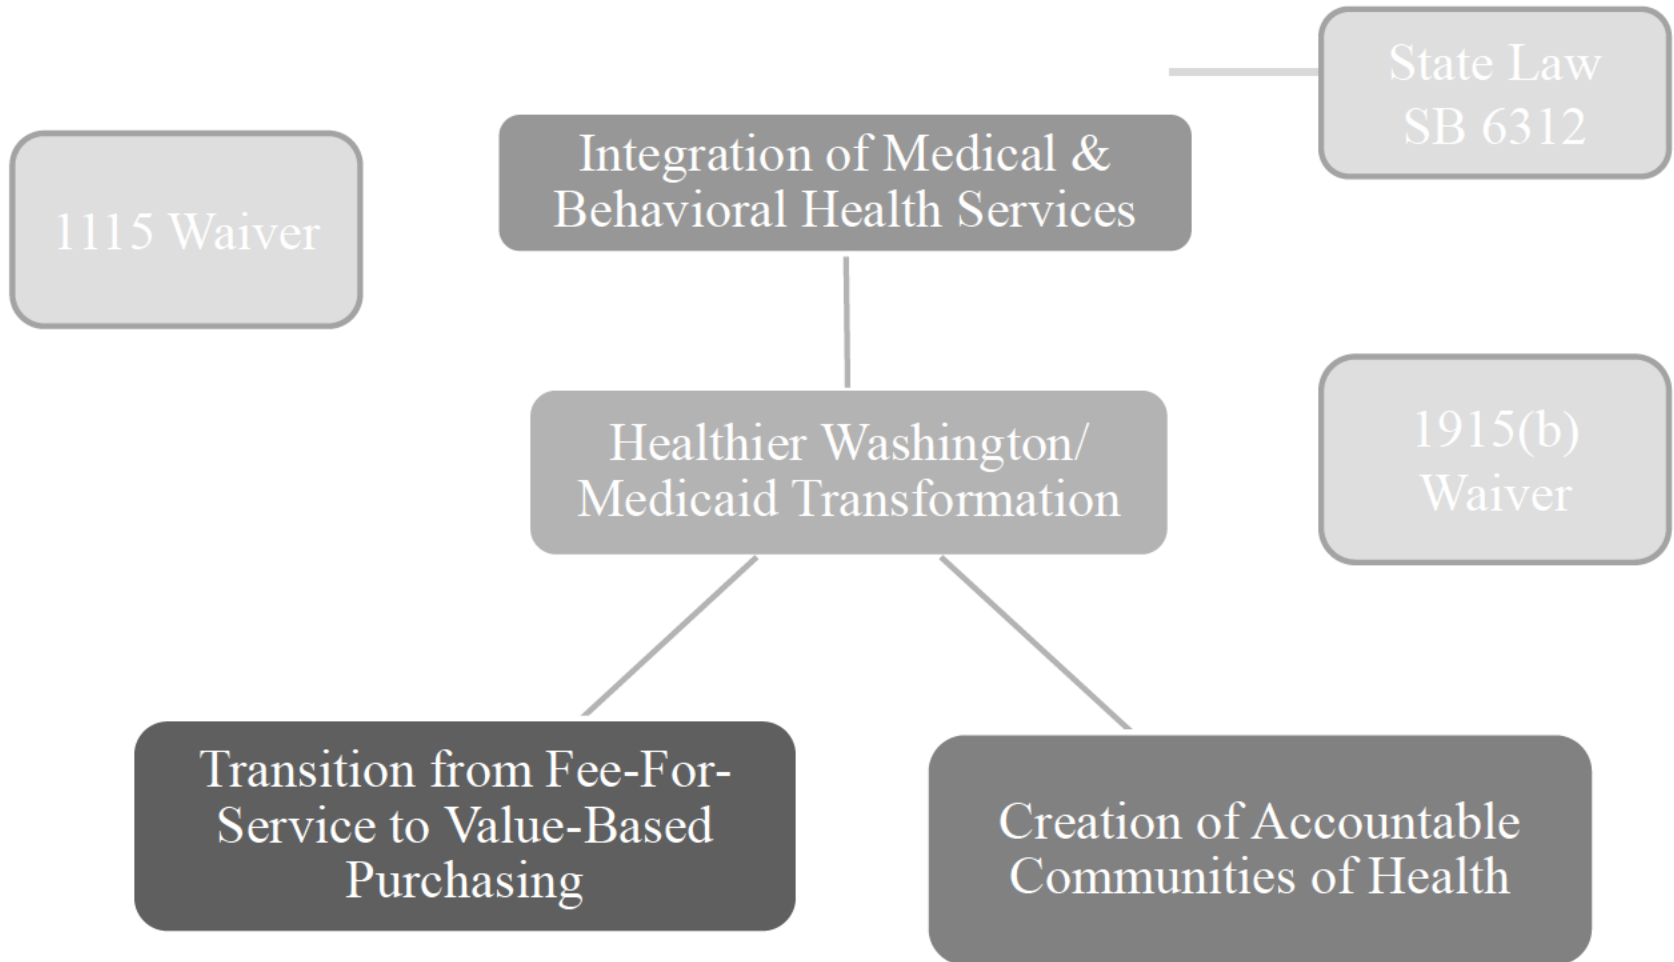 State Law
SB 6312
Integration of Medical &
Behavioral Health Services
1115 Waiver
Healthier Washington/
Medicaid Transformation
1915(b)
Waiver
Transition from Fee-For-
Service to Value-Based
Purchasing
Creation of Accountable
Communities of Health